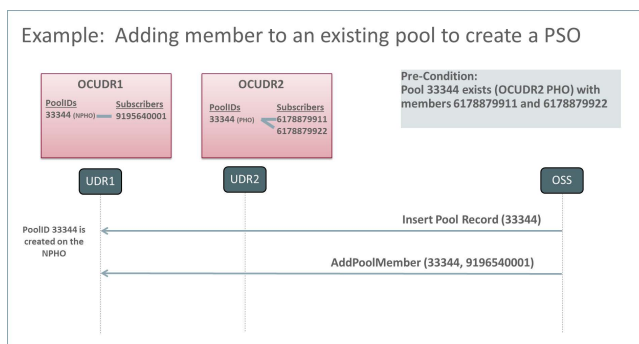 Example: Adding member to an existing pool to create a PSO
OCUDR1
PoolIDs Subscribers
33344 (NPHO) 9195640001
OCUDR2
PoolIDs Subscribers
33344 (PHO) 6178879911
6178879922
Pre-Condition:
Pool 33344 exists (OCUDR2 PHO) with
members 6178879911 and 6178879922
UDR1
UDR2
OSS
Insert Pool Record (33344)
PoolID 33344 is
created on the
NPHO
AddPoolMember (33344, 9196540001)